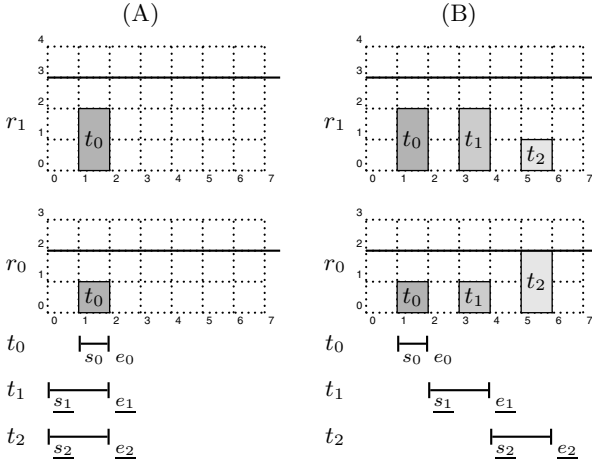 (A) (B)
4 4
3 3
2 2
r1 r1
1 t0 1 t0 t1 t2
0 0
0 1 2 3 4 5 6 7 0 1 2 3 4 5 6 7
3 3
2 2
r0 r0
1 t0 1 t0 t1 t2
0 0
0 1 2 3 4 5 6 7 0 1 2 3 4 5 6 7
t0 s0 e0 t0 s0 e0
t1 s1 e1 t1 s1 e1
t2 s2 e2 t2 s2 e2